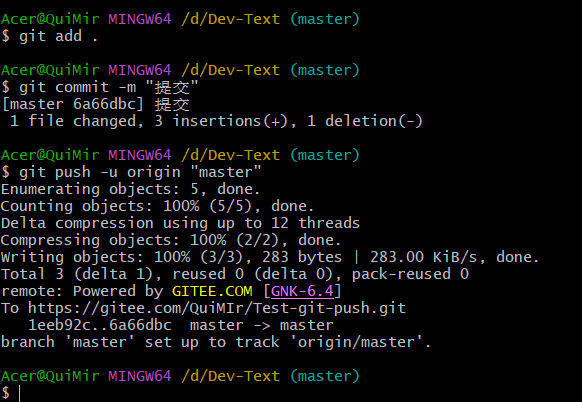 Acer@QuiMir MINGW64 /d/Dev-Text (master)
$ git add .
Acer@QuiMir MINGW64 /d/Dev-Text (master)
$ git commit -m "提交"
[master 6a66dbc] 提交
 1 file changed, 3 insertions(+), 1 deletion(-)
Acer@QuiMir MINGW64 /d/Dev-Text (master)
$ git push -u origin "master"
Enumerating objects: 5, done.
Counting objects: 100% (5/5), done.
Delta compression using up to 12 threads
Compressing objects: 100% (2/2), done.
Writing objects: 100% (3/3), 283 bytes | 283.00 KiB/s, done.
Total 3 (delta 1), reused 0 (delta 0), pack-reused 0
remote: Powered by GITEE.COM [GNK-6.4]
To https://gitee.com/QuiMIr/Test-git-push.git
   1eeb92c..6a66dbc  master -> master
branch 'master' set up to track 'origin/master'.
Acer@QuiMir MINGW64 /d/Dev-Text (master)
$